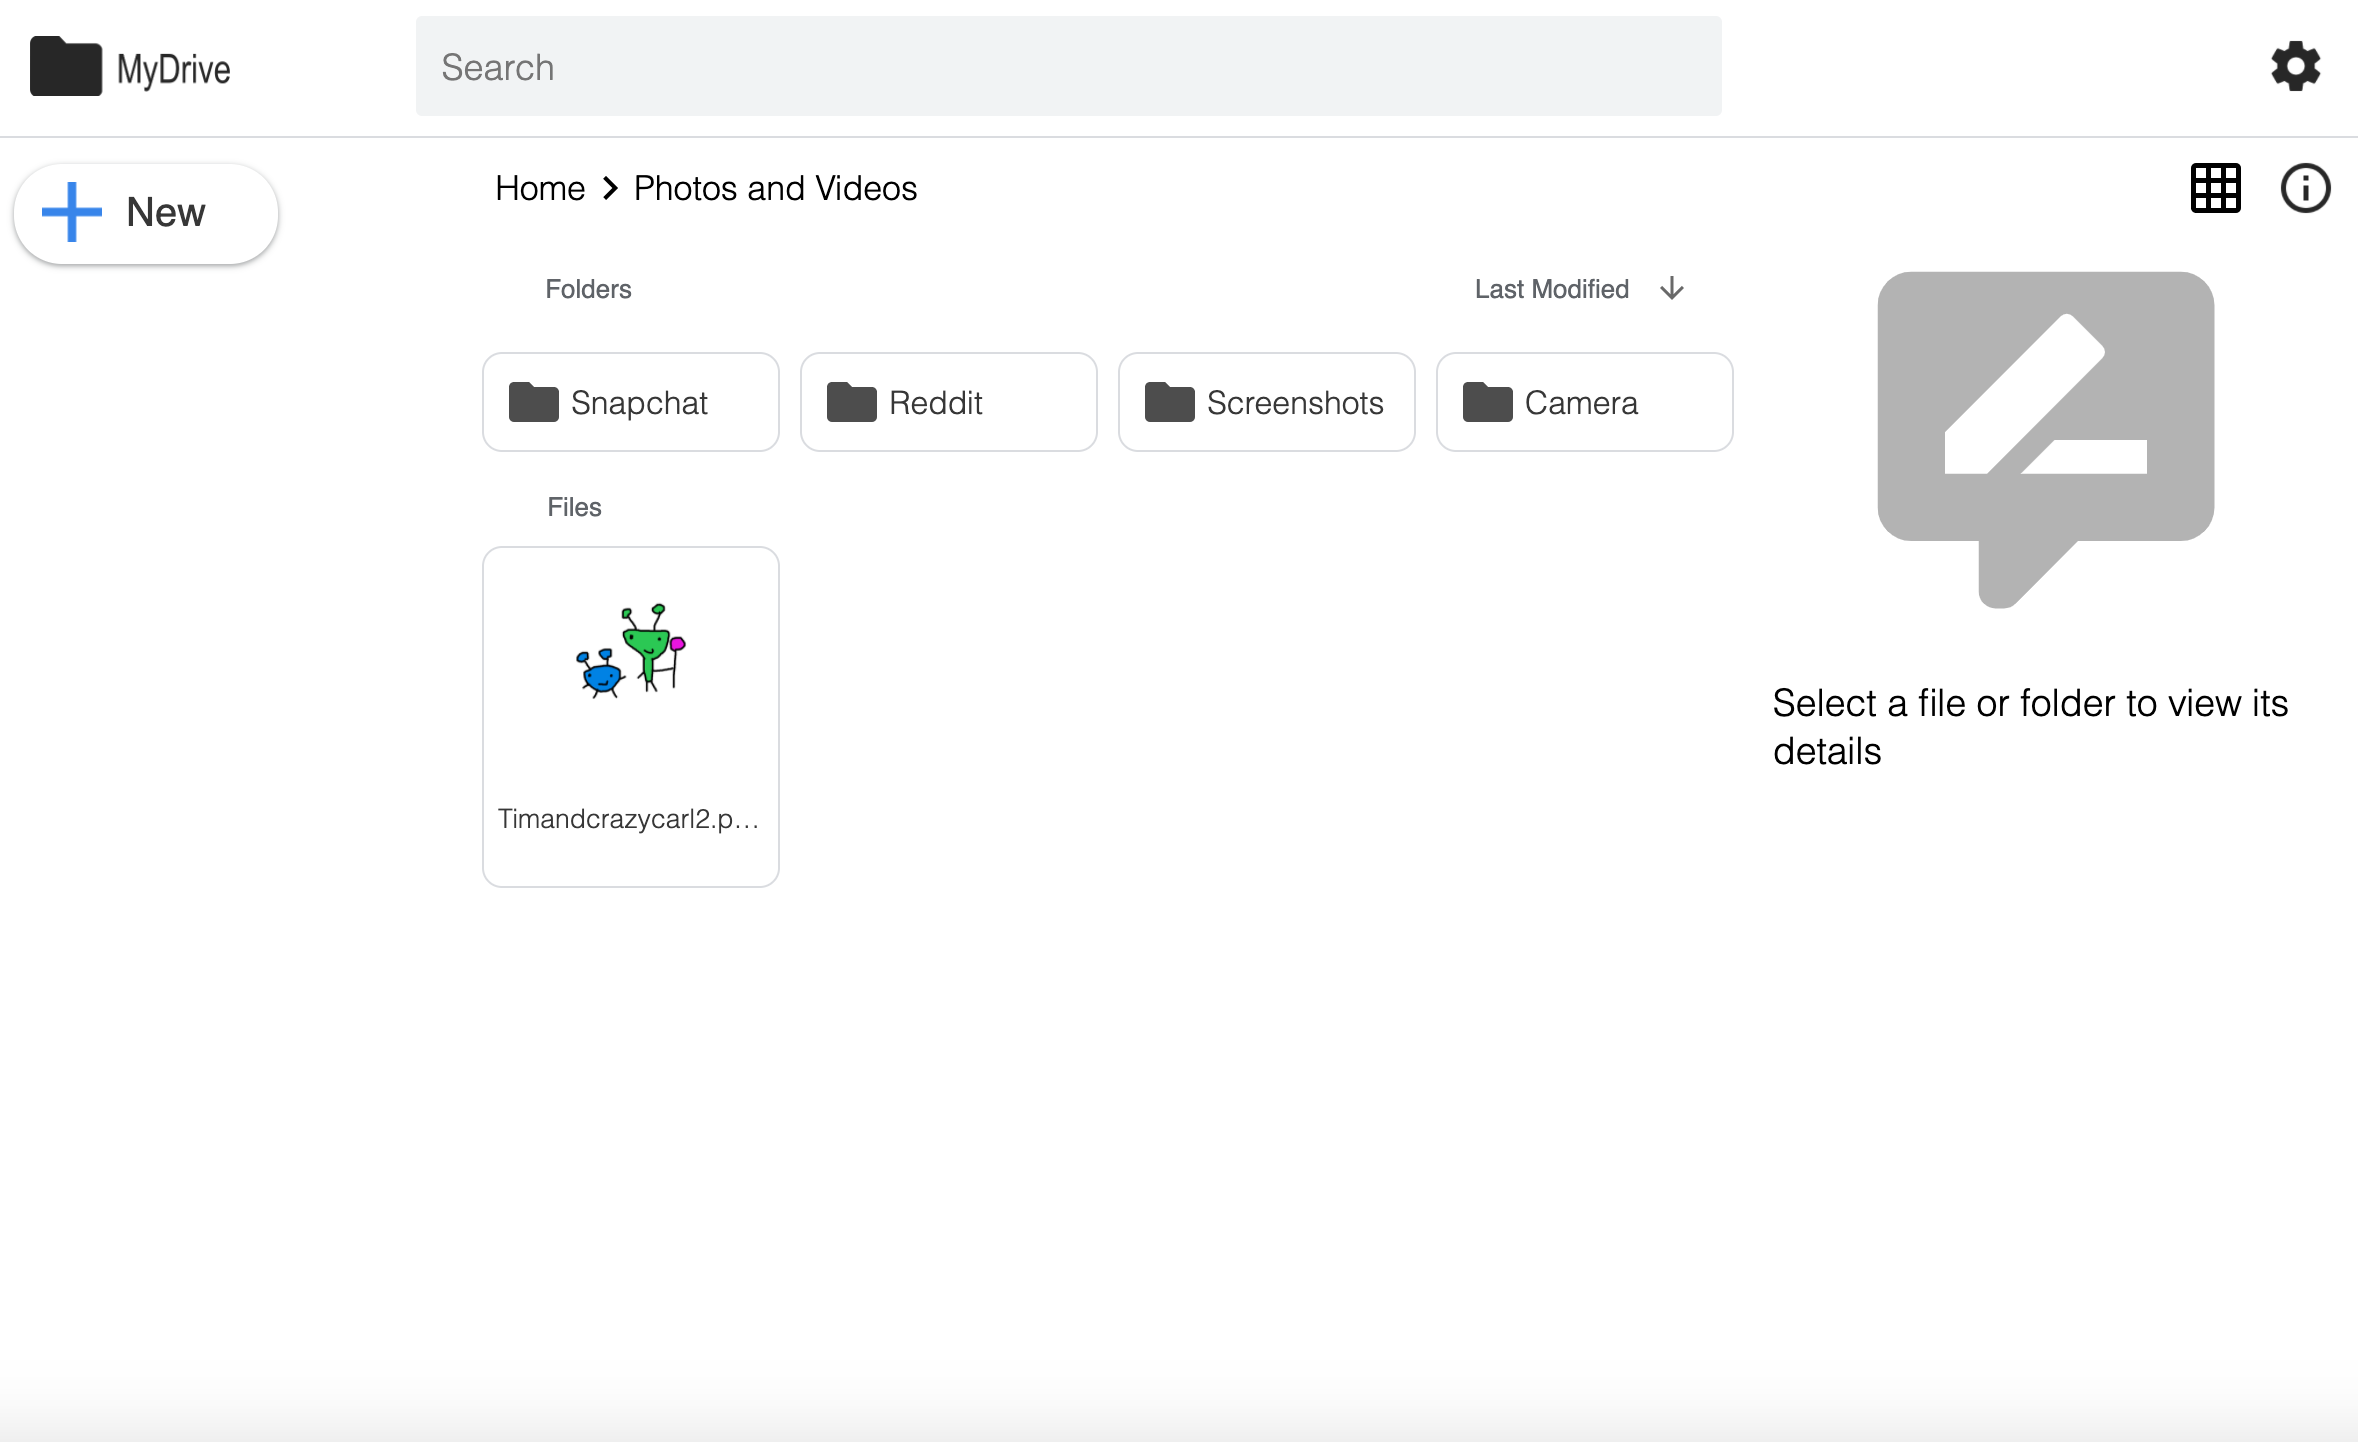 MyDrive
Search
New
Home > Photos and Videos
Folders
Last Modified
Snapchat
Reddit
Screenshots
Camera
Files
Timandcrazycarl2.p...
Select a file or folder to view its
details